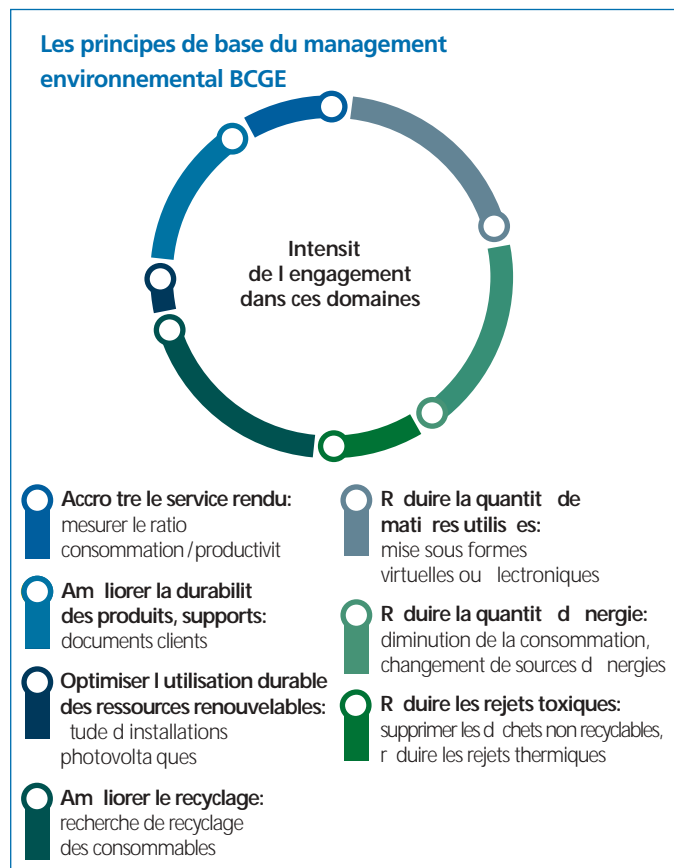 Les principes de base du management
environnemental BCGE
Intensit
de l engagement
dans ces domaines
Accro tre le service rendu:
mesurer le ratio
consommation/productivit
Am liorer la durabilit
des produits, supports:
documents clients
Optimiser l utilisation durable
des ressources renouvelables:
tude d installations
photovolta ques
Am liorer le recyclage:
recherche de recyclage
des consommables
R duire la quantit de
mati res utilis es:
mise sous formes
virtuelles ou lectroniques
R duire la quantit d nergie:
diminution de la consommation,
changement de sources d nergies
R duire les rejets toxiques:
supprimer les d chets non recyclables,
r duire les rejets thermiques